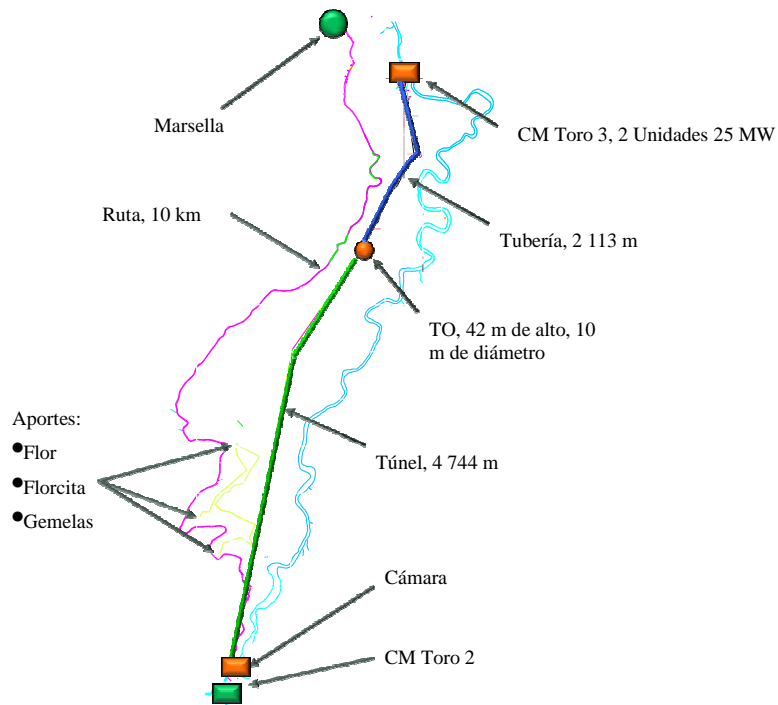 Marsella
CM Toro 3, 2 Unidades 25 MW
Ruta, 10 km
Tubería, 2 113 m
TO, 42 m de alto, 10
m de diámetro
Aportes:
●Flor
●Florcita
●Gemelas
Túnel, 4 744 m
Cámara
CM Toro 2